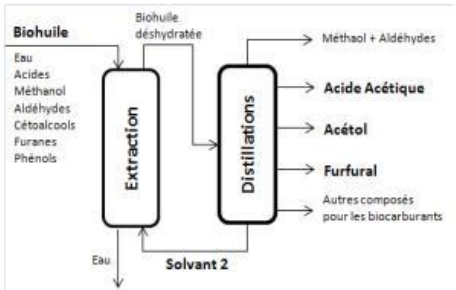 Biohuile
Eau
Acides
Méthanol
Aldéhydes
Cétoalcools
Furanes
Phénols
Biohuile
déshydratée
Extraction
Eau
Solvant 2
Distillations
Méthaol + Aldéhydes
Acide Acétique
Acétol
Furfural
Autres composés
pour les biocarburants